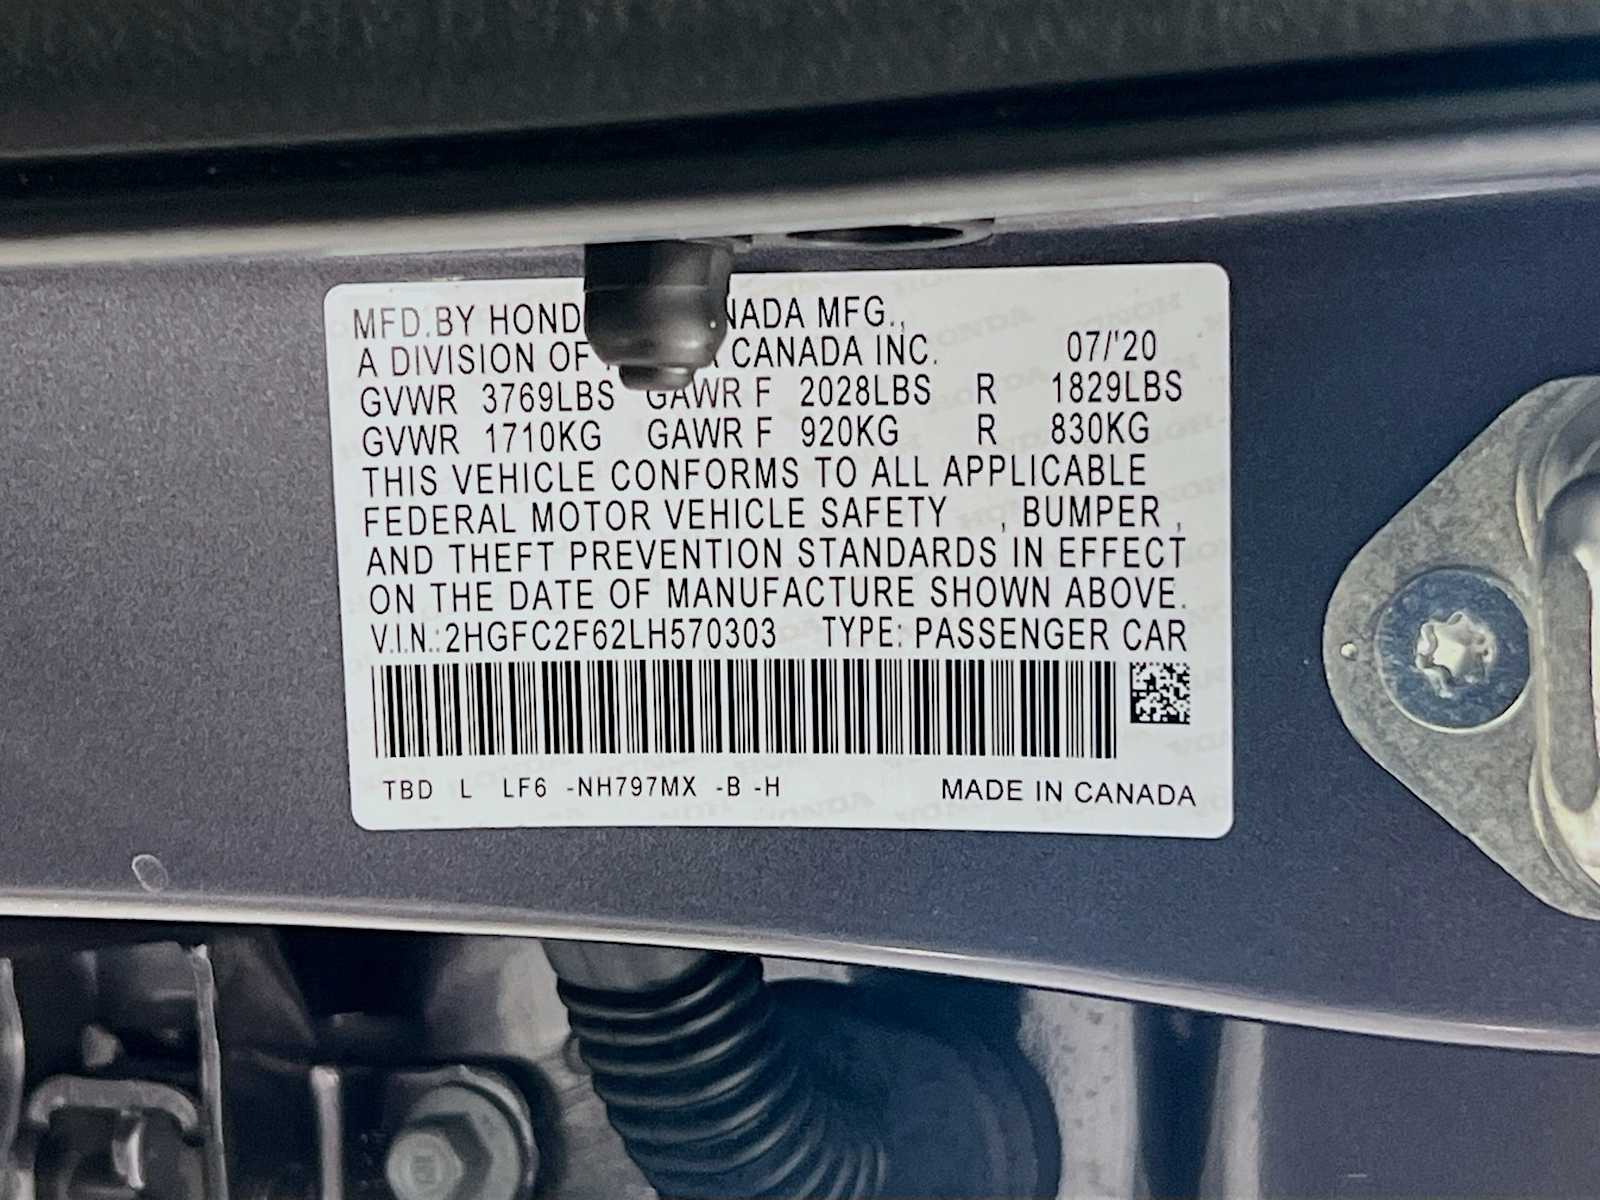 MFD.BY HOND NADA MFG.,
A DIVISION OF CANADA INC. 07/'20
GVWR 3769LBS GAWR F 2028LBS R 1829LBS
GVWR 1710KG GAWR F 920KG R 830KG
THIS VEHICLE CONFORMS TO ALL APPLICABLE
FEDERAL MOTOR VEHICLE SAFETY , BUMPER ,
AND THEFT PREVENTION STANDARDS IN EFFECT
ON THE DATE OF MANUFACTURE SHOWN ABOVE.
V.I.N.: 2HGFC2F62LH570303 TYPE: PASSENGER CAR
TBD L LF6 -NH797MX -B -H MADE IN CANADA